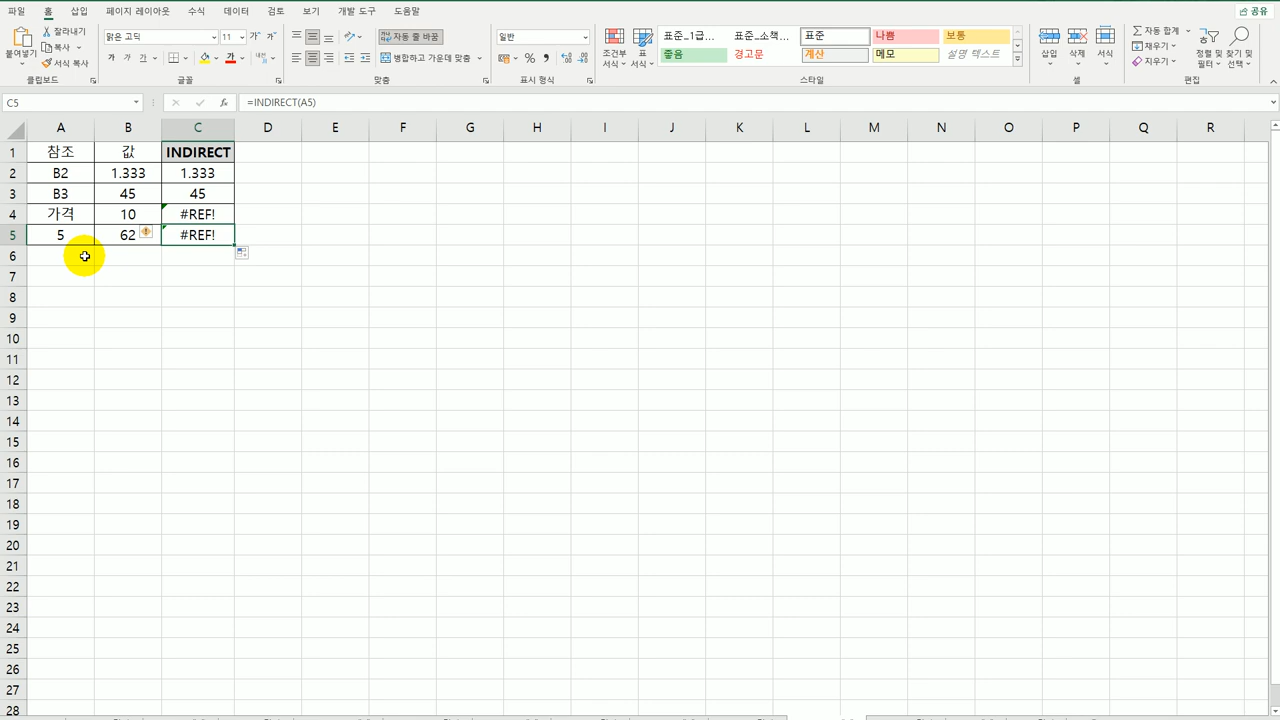 파일 홈 삽입 페이지 레이아웃 수식 데이터 검토 보기 개발 도구 도움말 공유
붙여넣기 잘라내기 복사 서식 복사
맑은 고딕 11 가 가
가 가 가 가
자동 줄 바꿈
병합하고 가운데 맞춤
일반
조건부 서식 표 서식
표준_1급... 표준_소책... 표준 나쁨 보통
좋음 경고문 계산 메모 설명 텍스트
삽입 삭제 서식
자동 합계
채우기
지우기
정렬 및 필터 찾기 및 선택
클립보드 글꼴 맞춤 표시 형식 스타일 셀 편집
C5 fx =INDIRECT(A5)
A B C D E F G H I J K L M N O P Q R
1 참조 값 INDIRECT
2 B2 1.333 1.333
3 B3 45 45
4 가격 10 #REF!
5 5 62 #REF!
6
7
8
9
10
11
12
13
14
15
16
17
18
19
20
21
22
23
24
25
26
27
28